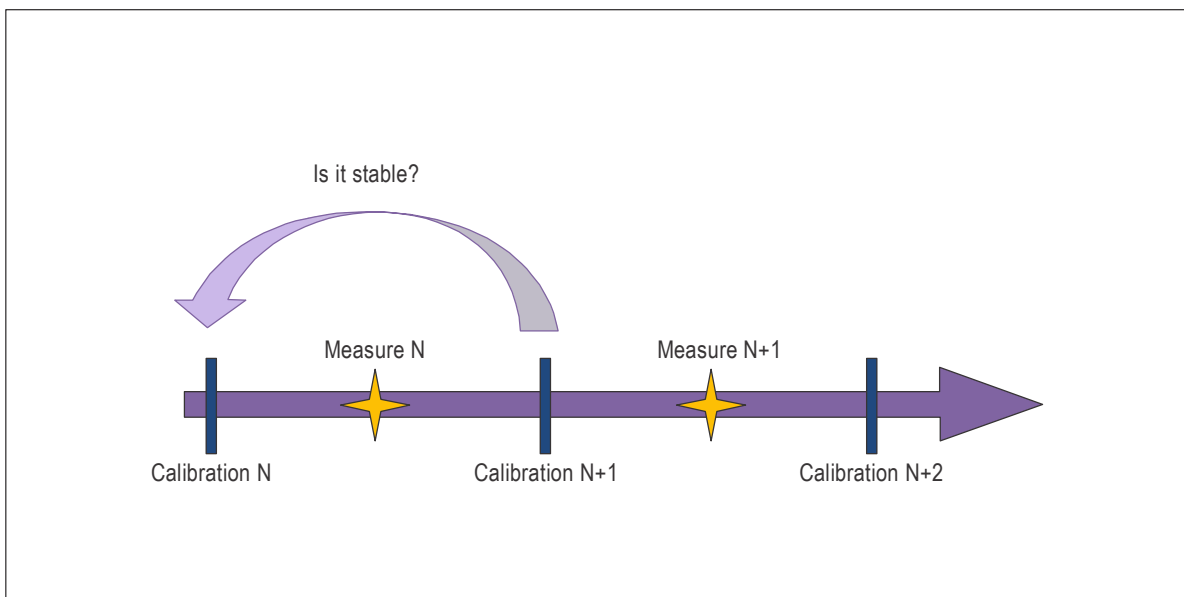 Is it stable?
Measure N
Measure N+1
Calibration N
Calibration N+1
Calibration N+2